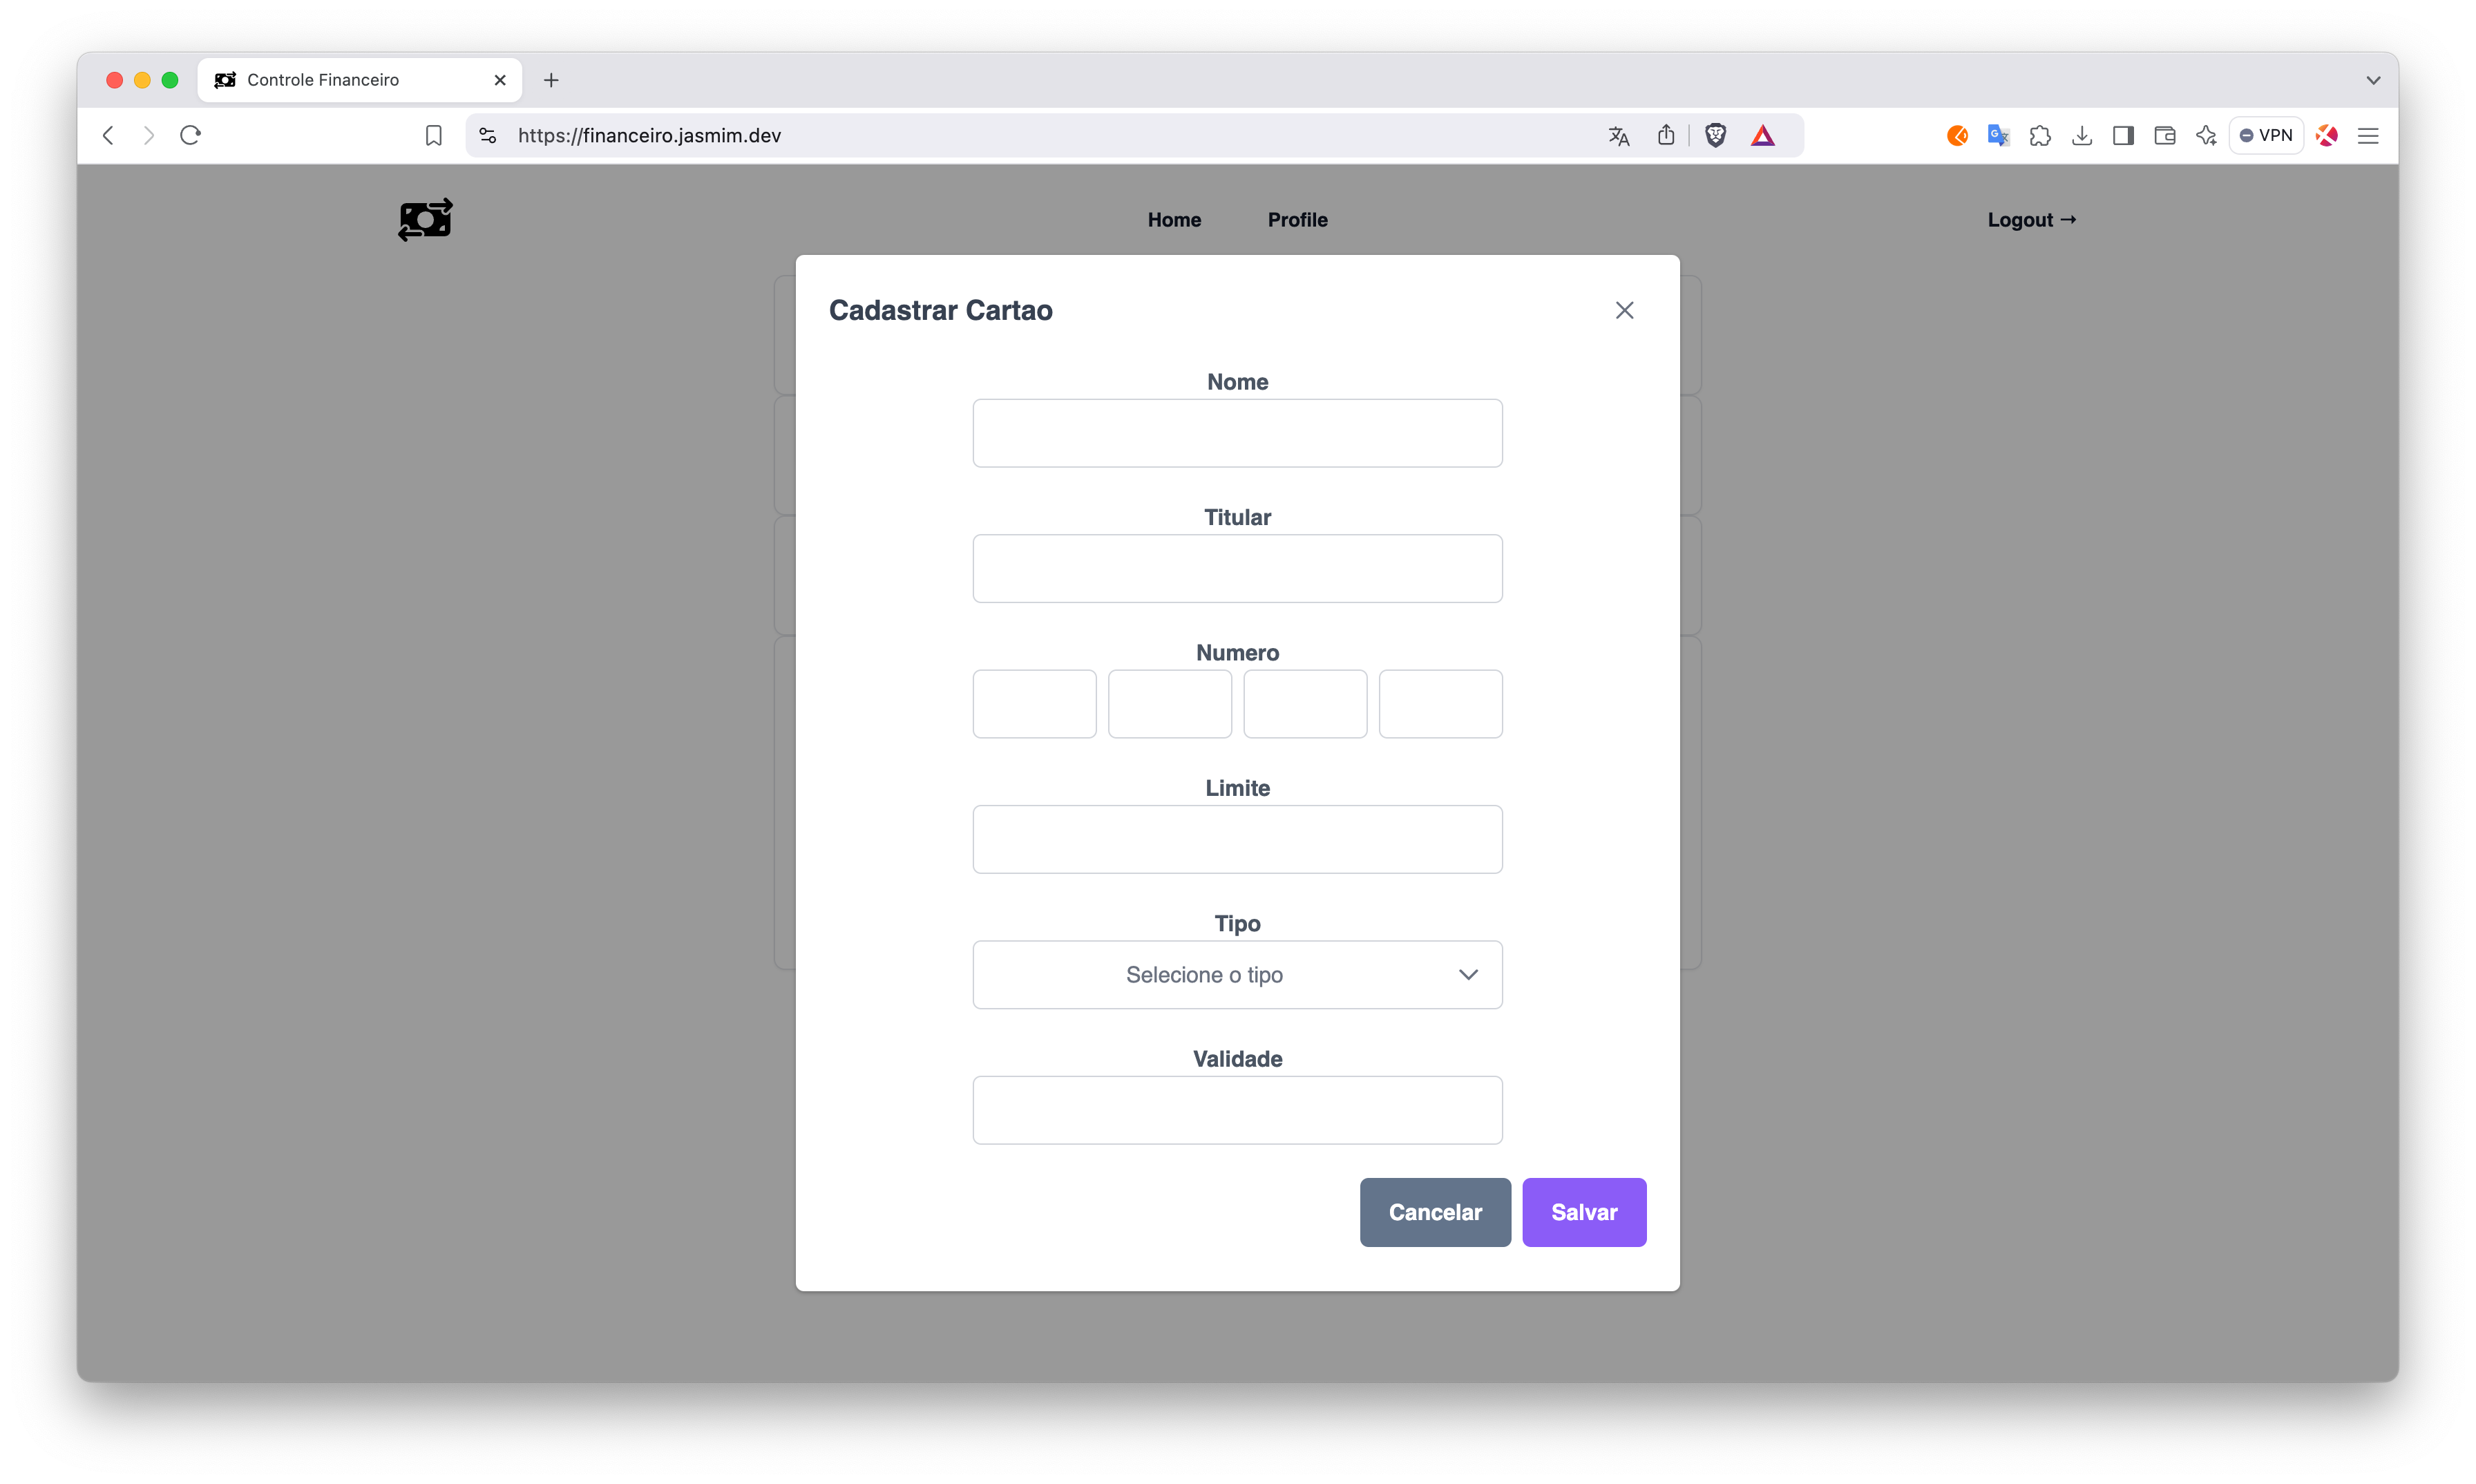 Controle Financeiro
https://financeiro.jasmim.dev
VPN
Home Profile Logout →
Cadastrar Cartao
Nome
Titular
Numero
Limite
Tipo
Selecione o tipo
Validade
Cancelar Salvar